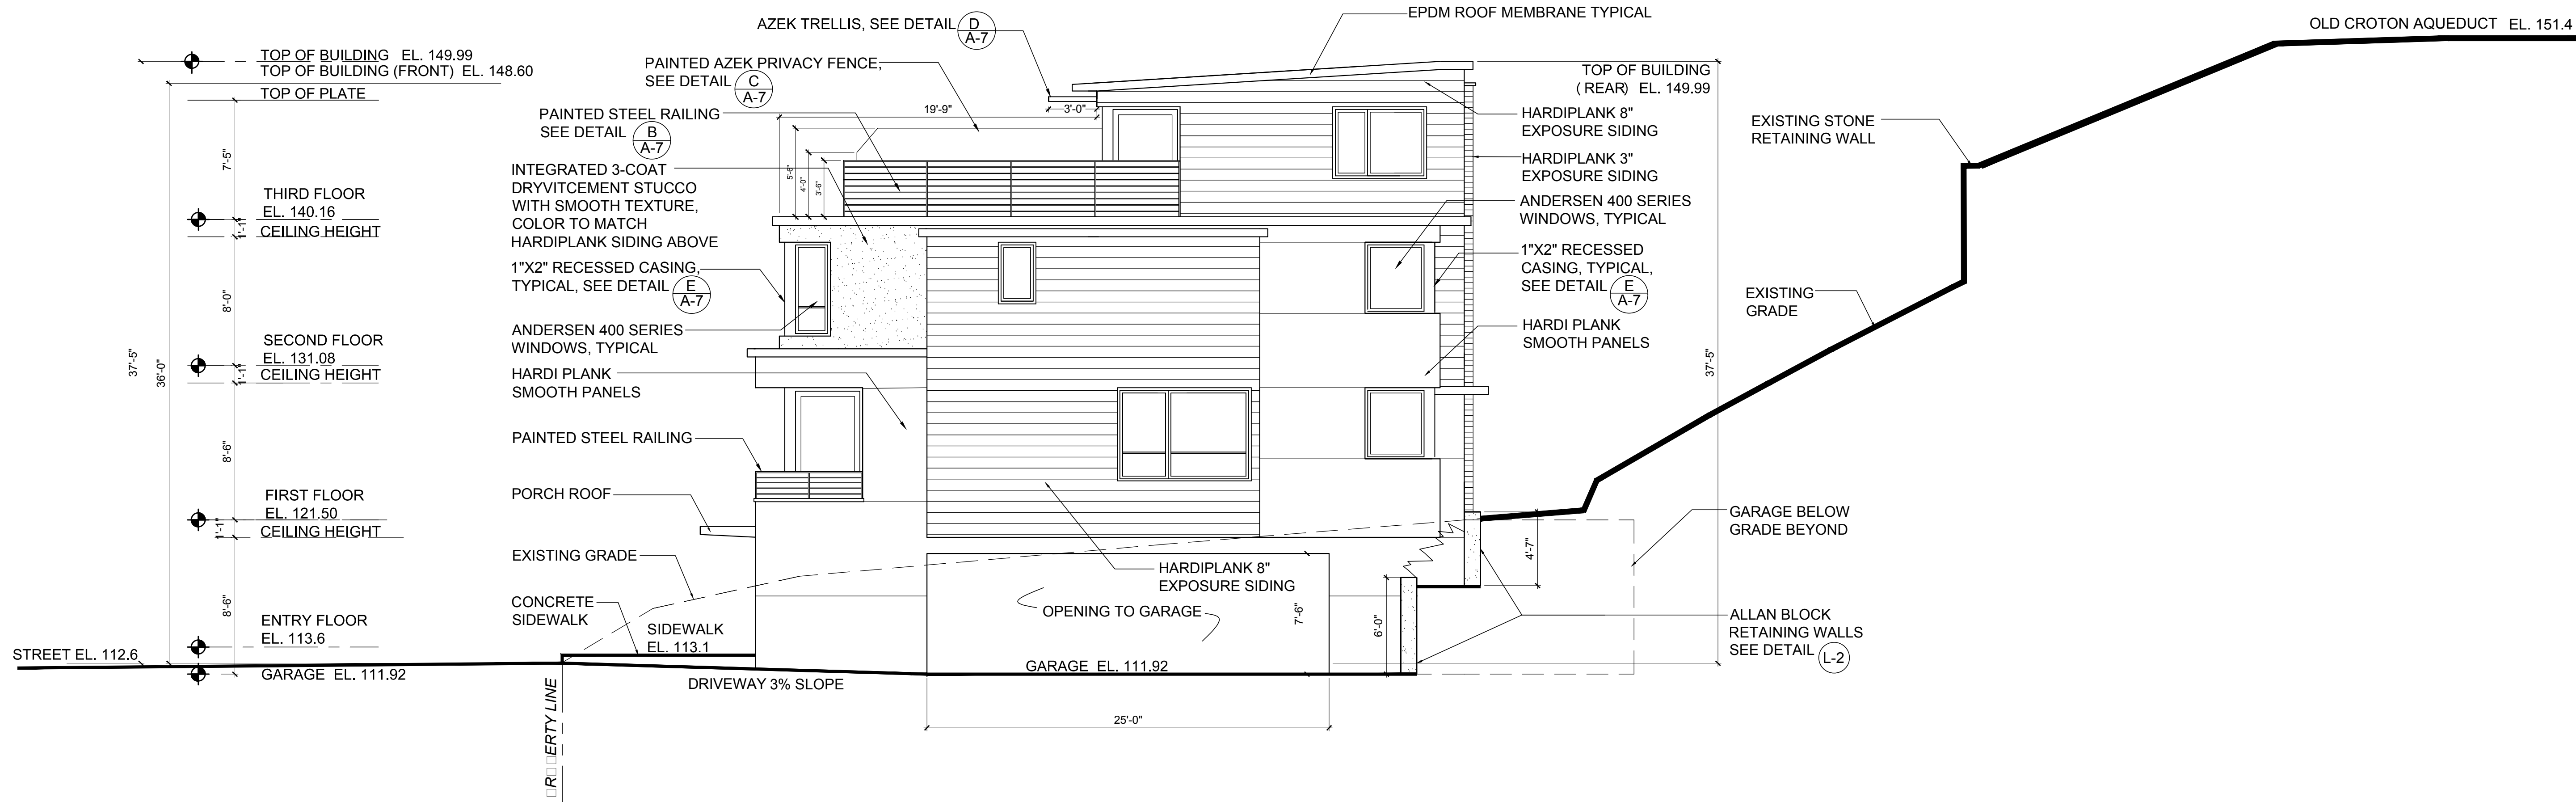 OLD CROTON AQUEDUCT EL. 151.4
EPDM ROOF MEMBRANE TYPICAL
AZEK TRELLIS, SEE DETAIL D
A-7
TOP OF BUILDING EL. 149.99
TOP OF BUILDING (FRONT) EL. 148.60
TOP OF PLATE
7'-5"
THIRD FLOOR
EL. 140.16
1'-1"
CEILING HEIGHT
8'-0"
SECOND FLOOR
EL. 131.08
1'-1"
CEILING HEIGHT
37'-5"
36'-0"
8'-6"
FIRST FLOOR
EL. 121.50
1'-1"
CEILING HEIGHT
8'-6"
ENTRY FLOOR
EL. 113.6
STREET EL. 112.6
GARAGE EL. 111.92
PAINTED AZEK PRIVACY FENCE,
SEE DETAIL C
A-7
PAINTED STEEL RAILING
SEE DETAIL B
A-7
INTEGRATED 3-COAT
DRYVITCEMENT STUCCO
WITH SMOOTH TEXTURE,
COLOR TO MATCH
HARDIPLANK SIDING ABOVE
1"X2" RECESSED CASING,
TYPICAL, SEE DETAIL E
A-7
ANDERSEN 400 SERIES
WINDOWS, TYPICAL
HARDI PLANK
SMOOTH PANELS
PAINTED STEEL RAILING
PORCH ROOF
EXISTING GRADE
CONCRETE
SIDEWALK
SIDEWALK
EL. 113.1
DRIVEWAY 3% SLOPE
ERTY LINE
19'-9"
3'-0"
5'-6"
4'-0"
3'-6"
HARDIPLANK 8"
EXPOSURE SIDING
OPENING TO GARAGE
GARAGE EL. 111.92
7'-6"
6'-0"
25'-0"
4'-7"
TOP OF BUILDING
( REAR) EL. 149.99
HARDIPLANK 8"
EXPOSURE SIDING
HARDIPLANK 3"
EXPOSURE SIDING
ANDERSEN 400 SERIES
WINDOWS, TYPICAL
1"X2" RECESSED
CASING, TYPICAL,
SEE DETAIL E
A-7
HARDI PLANK
SMOOTH PANELS
37'-5"
EXISTING STONE
RETAINING WALL
EXISTING
GRADE
GARAGE BELOW
GRADE BEYOND
ALLAN BLOCK
RETAINING WALLS
SEE DETAIL L-2